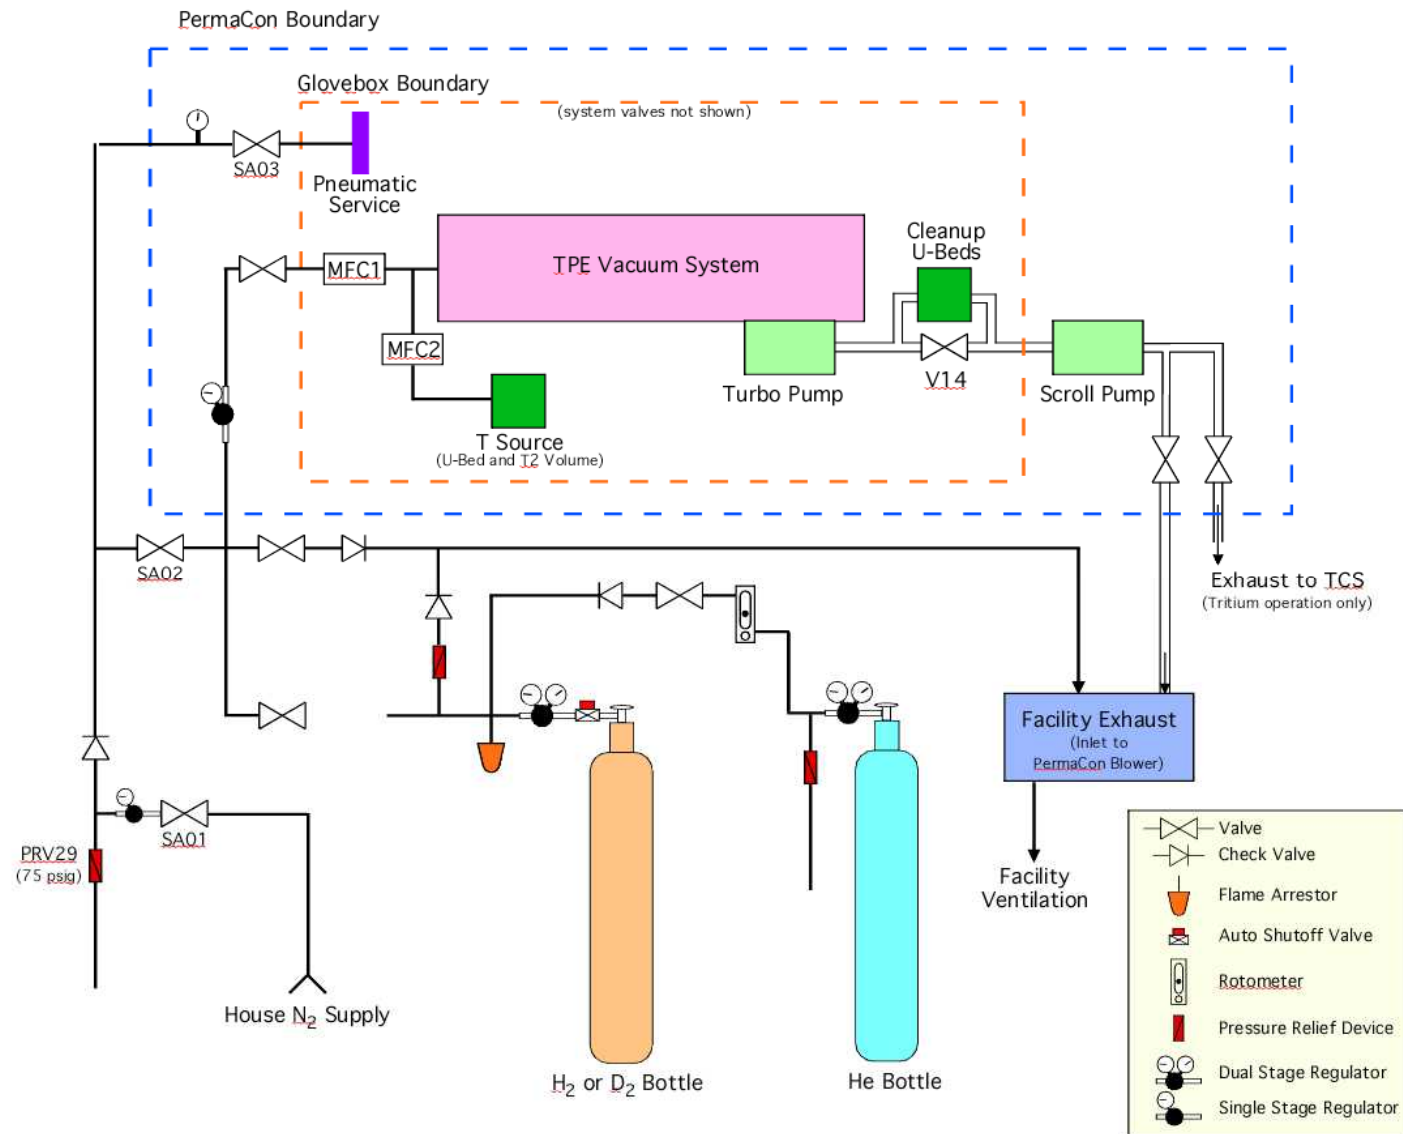 PermaCon Boundary
Glovebox Boundary
(system valves not shown)
SA03
Pneumatic
Service
MFC1
TPE Vacuum System
Cleanup
U-Beds
MFC2
V14
Turbo Pump
Scroll Pump
T Source
(U-Bed and T2 Volume)
SA02
Exhaust to TCS
(Tritium operation only)
Facility Exhaust
(Inlet to
PermaCon Blower)
SA01
PRV29
(75 psig)
Facility
Ventilation
House N₂ Supply
H₂ or D₂ Bottle
He Bottle
Valve
Check Valve
Flame Arrestor
Auto Shutoff Valve
Rotometer
Pressure Relief Device
Dual Stage Regulator
Single Stage Regulator